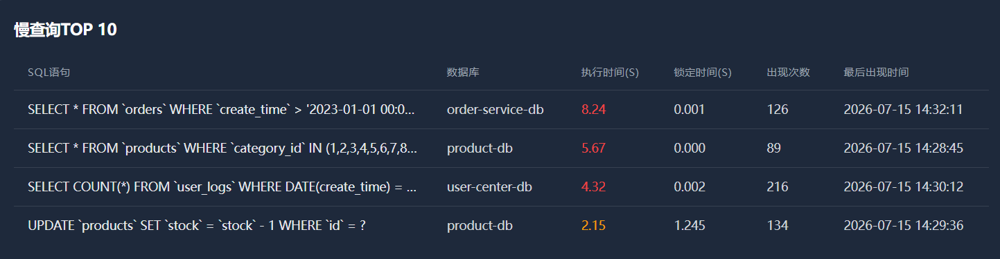 慢查询TOP 10
SQL语句 数据库 执行时间(S) 锁定时间(S) 出现次数 最后出现时间
SELECT * FROM `orders` WHERE `create_time` > '2023-01-01 00:0... order-service-db 8.24 0.001 126 2026-07-15 14:32:11
SELECT * FROM `products` WHERE `category_id` IN (1,2,3,4,5,6,7,8... product-db 5.67 0.000 89 2026-07-15 14:28:45
SELECT COUNT(*) FROM `user_logs` WHERE DATE(create_time) = ... user-center-db 4.32 0.002 216 2026-07-15 14:30:12
UPDATE `products` SET `stock` = `stock` - 1 WHERE `id` = ? product-db 2.15 1.245 134 2026-07-15 14:29:36